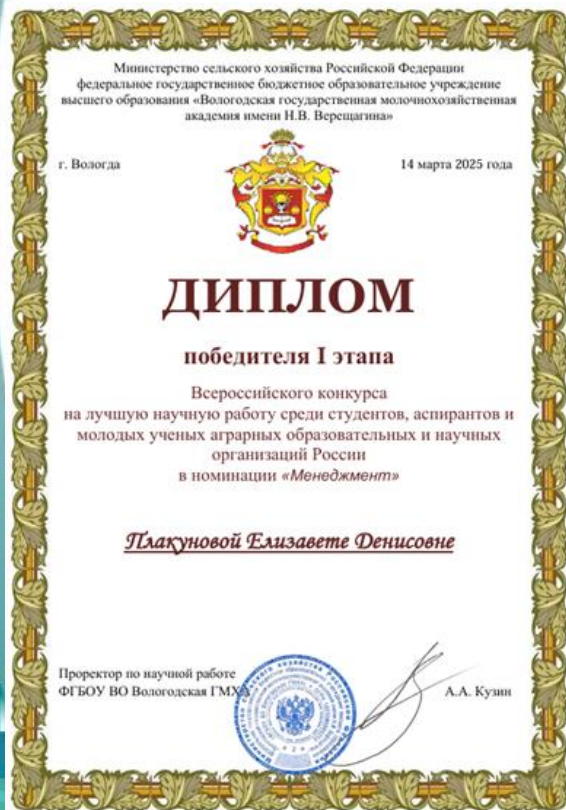 Министерство сельского хозяйства Российской Федерации
федеральное государственное бюджетное образовательное учреждение
высшего образования «Вологодская государственная молочнохозяйственная
академия имени Н.В. Верещагина»
г. Вологда 14 марта 2025 года
ДИПЛОМ
победителя I этапа
Всероссийского конкурса
на лучшую научную работу среди студентов, аспирантов и
молодых ученых аграрных образовательных и научных
организаций России
в номинации «Менеджмент»
Плакуновой Елизавете Денисовне
Проректор по научной работе
ФГБОУ ВО Вологодская ГМХА А.А. Кузин